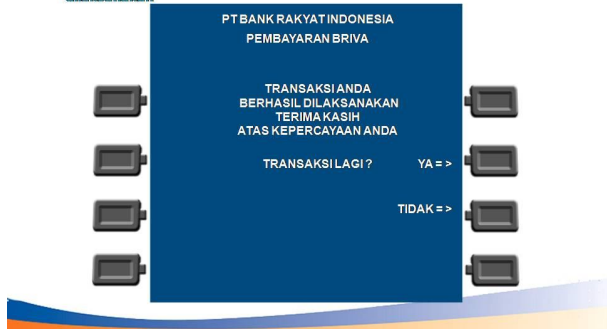 PT BANK RAKYAT INDONESIA
PEMBAYARAN BRIVA
TRANSAKSI ANDA
BERHASIL DILAKSANAKAN
TERIMA KASIH
ATAS KEPERCAYAAN ANDA
TRANSAKSI LAGI ? YA = >
TIDAK = >